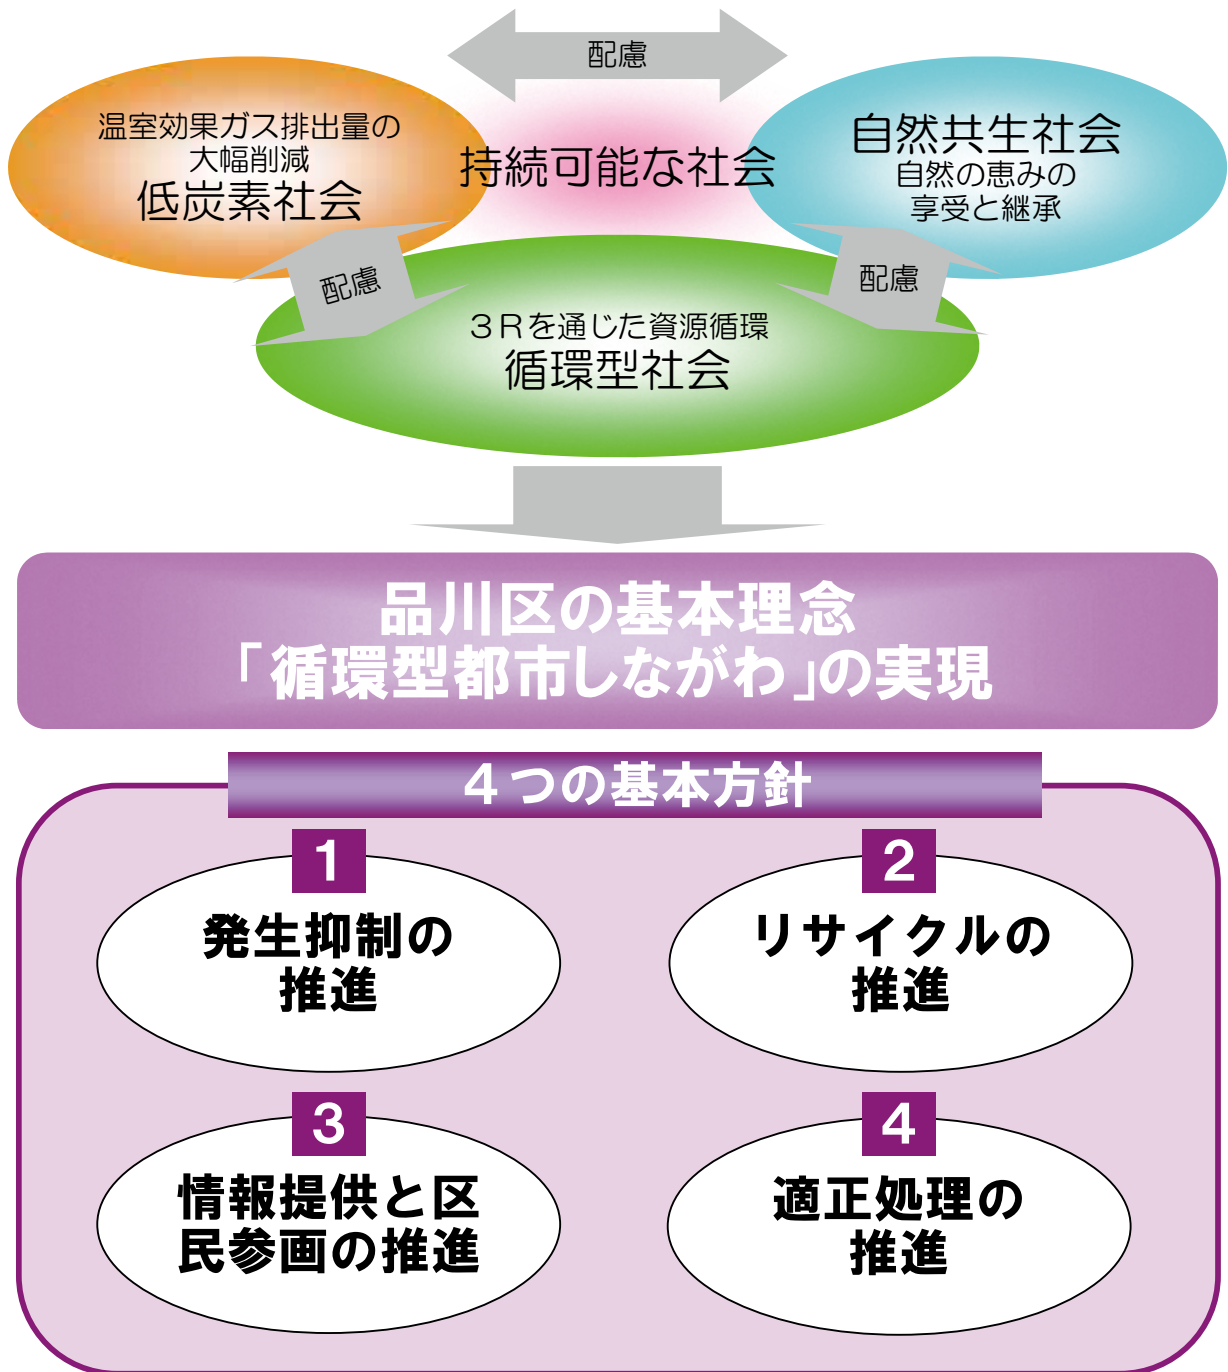 配慮
温室効果ガス排出量の
大幅削減
低炭素社会
持続可能な社会
自然共生社会
自然の恵みの
享受と継承
配慮
配慮
３Ｒを通じた資源循環
循環型社会
品川区の基本理念
「循環型都市しながわ」の実現
４つの基本方針
1
発生抑制の
推進
2
リサイクルの
推進
3
情報提供と区
民参画の推進
4
適正処理の
推進